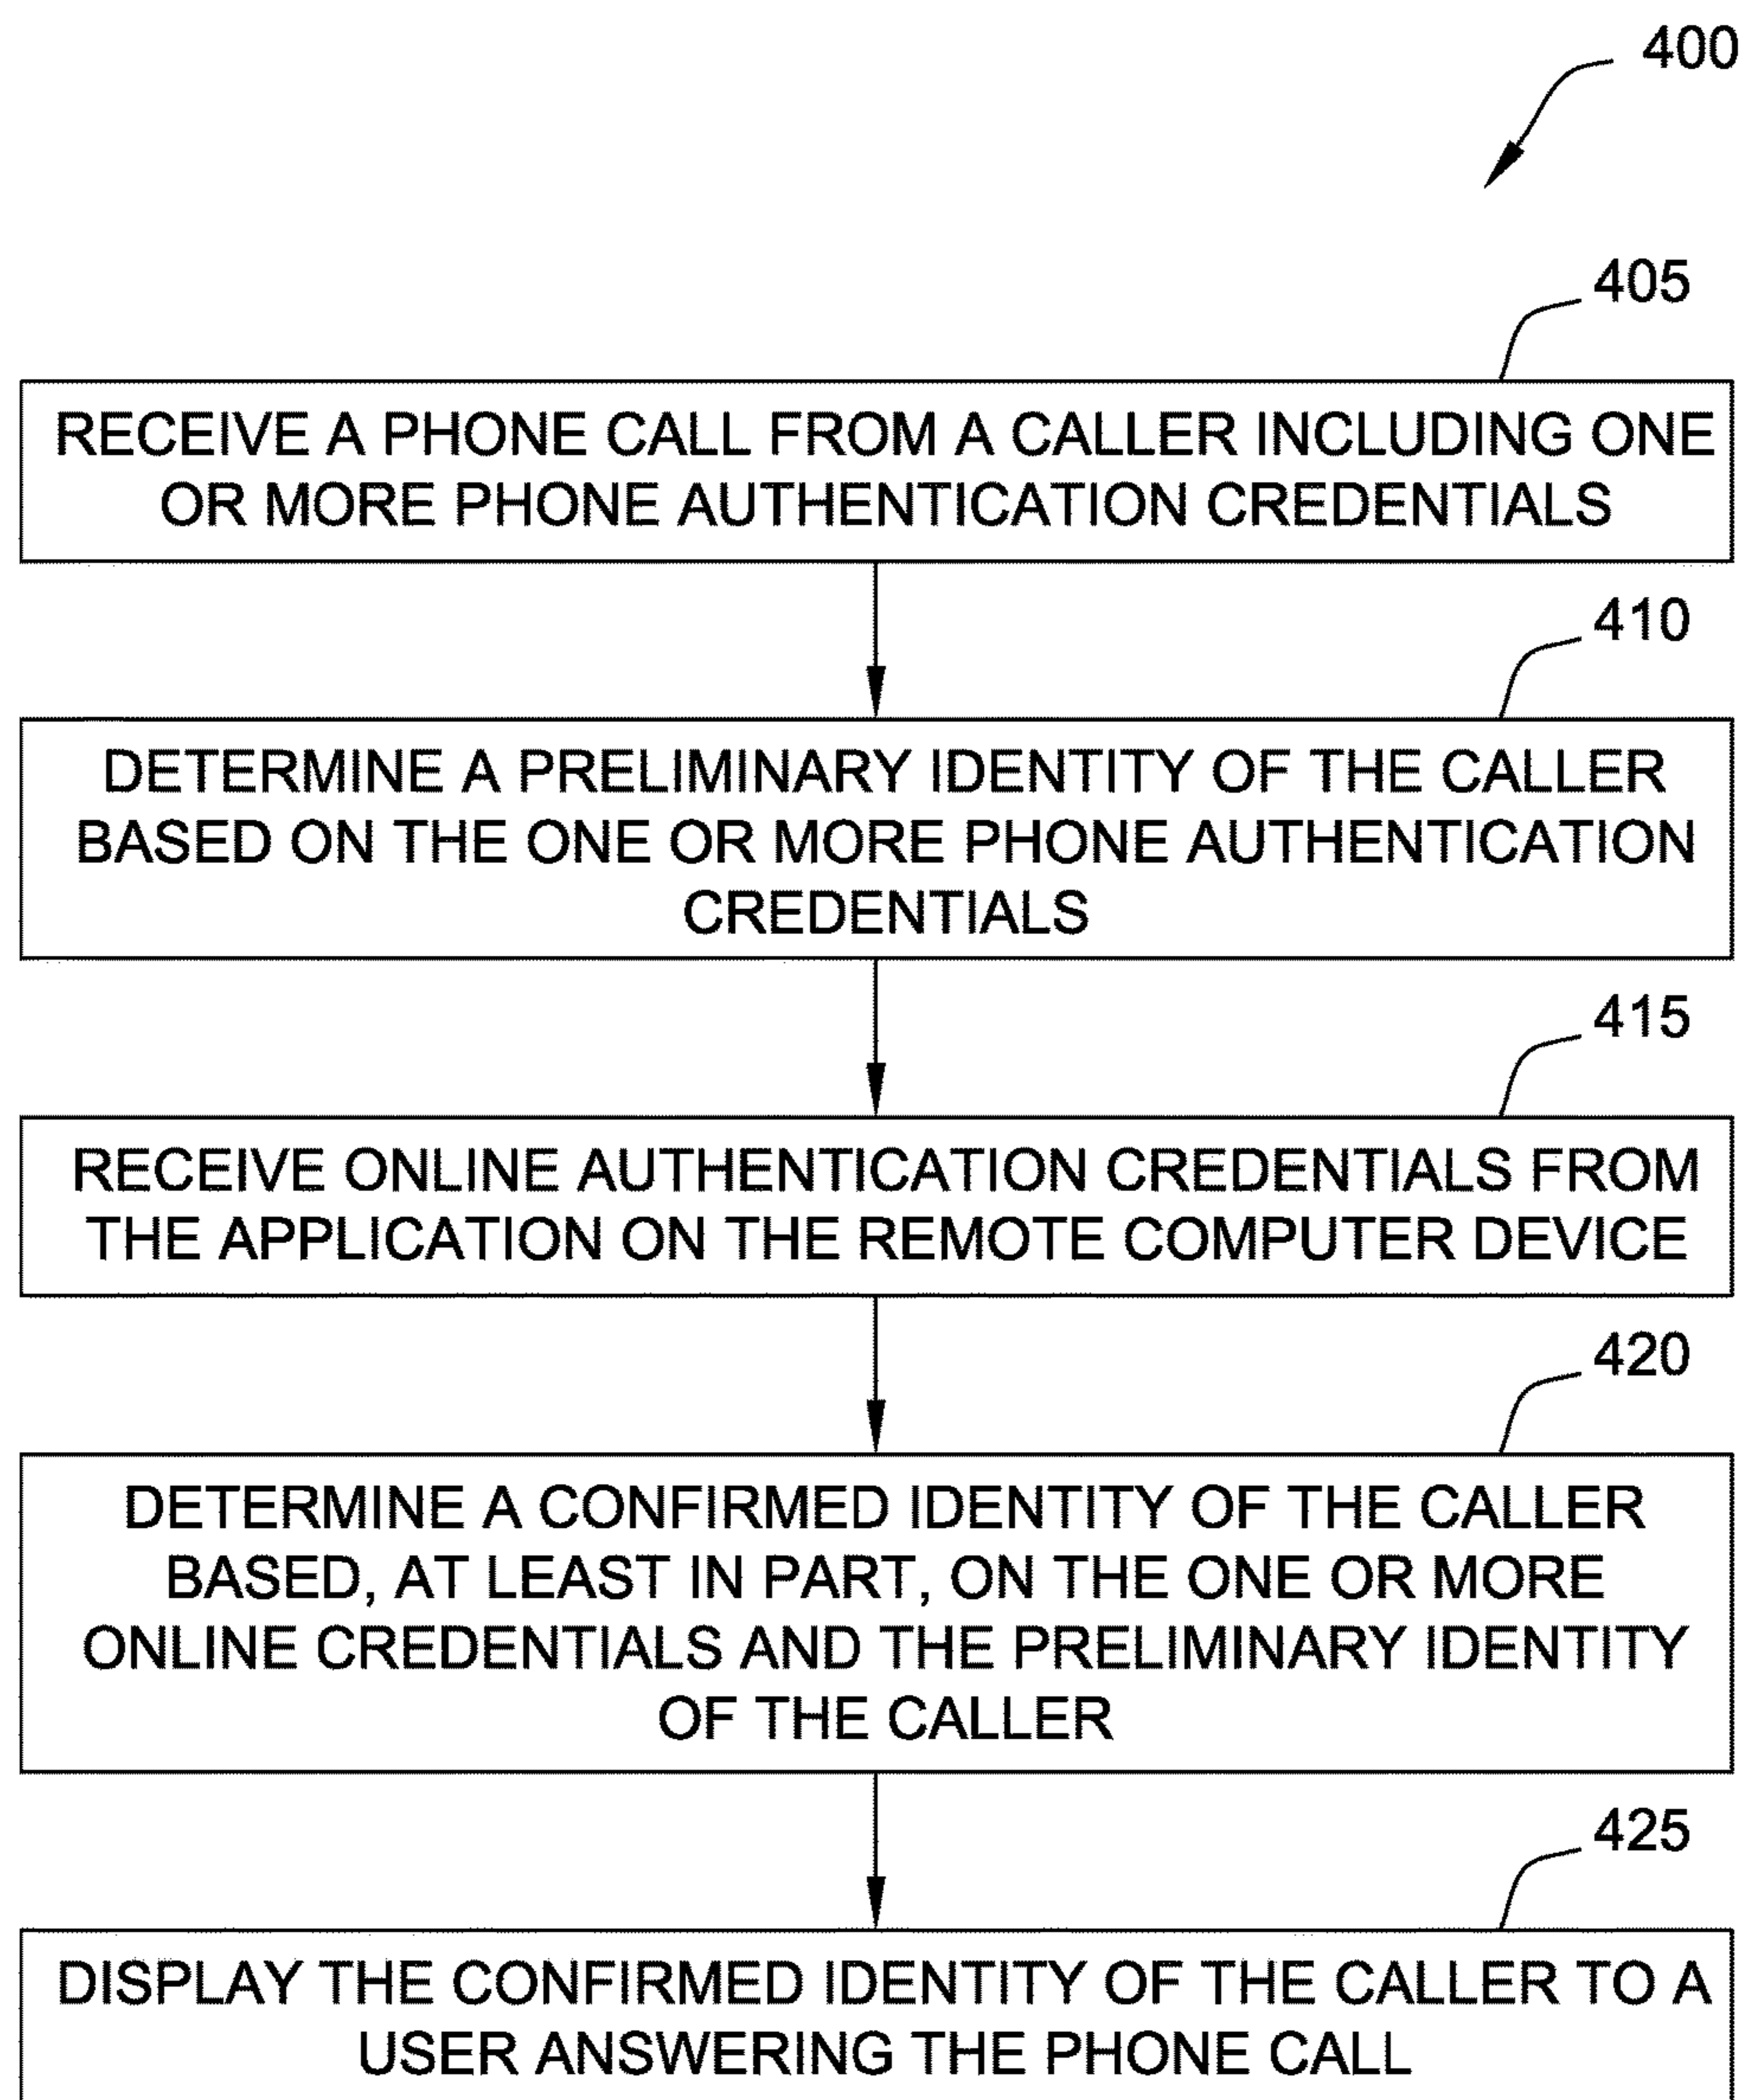 400
405
RECEIVE A PHONE CALL FROM A CALLER INCLUDING ONE
OR MORE PHONE AUTHENTICATION CREDENTIALS
410
DETERMINE A PRELIMINARY IDENTITY OF THE CALLER
BASED ON THE ONE OR MORE PHONE AUTHENTICATION
CREDENTIALS
415
RECEIVE ONLINE AUTHENTICATION CREDENTIALS FROM
THE APPLICATION ON THE REMOTE COMPUTER DEVICE
420
DETERMINE A CONFIRMED IDENTITY OF THE CALLER
BASED, AT LEAST IN PART, ON THE ONE OR MORE
ONLINE CREDENTIALS AND THE PRELIMINARY IDENTITY
OF THE CALLER
425
DISPLAY THE CONFIRMED IDENTITY OF THE CALLER TO A
USER ANSWERING THE PHONE CALL